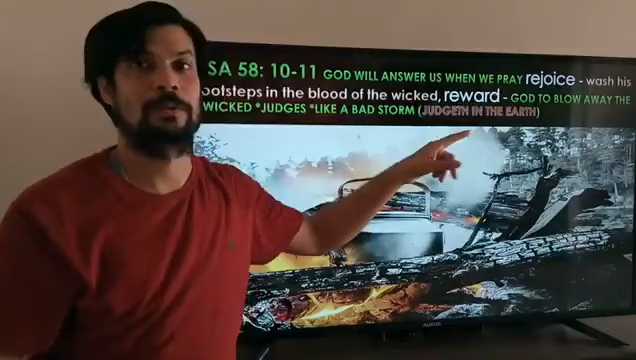 SA 58: 10-11 GOD WILL ANSWER US WHEN WE PRAY rejoice - wash his
ootsteps in the blood of the wicked, reward - GOD TO BLOW AWAY THE
WICKED *JUDGES *LIKE A BAD STORM (JUDGETH IN THE EARTH)